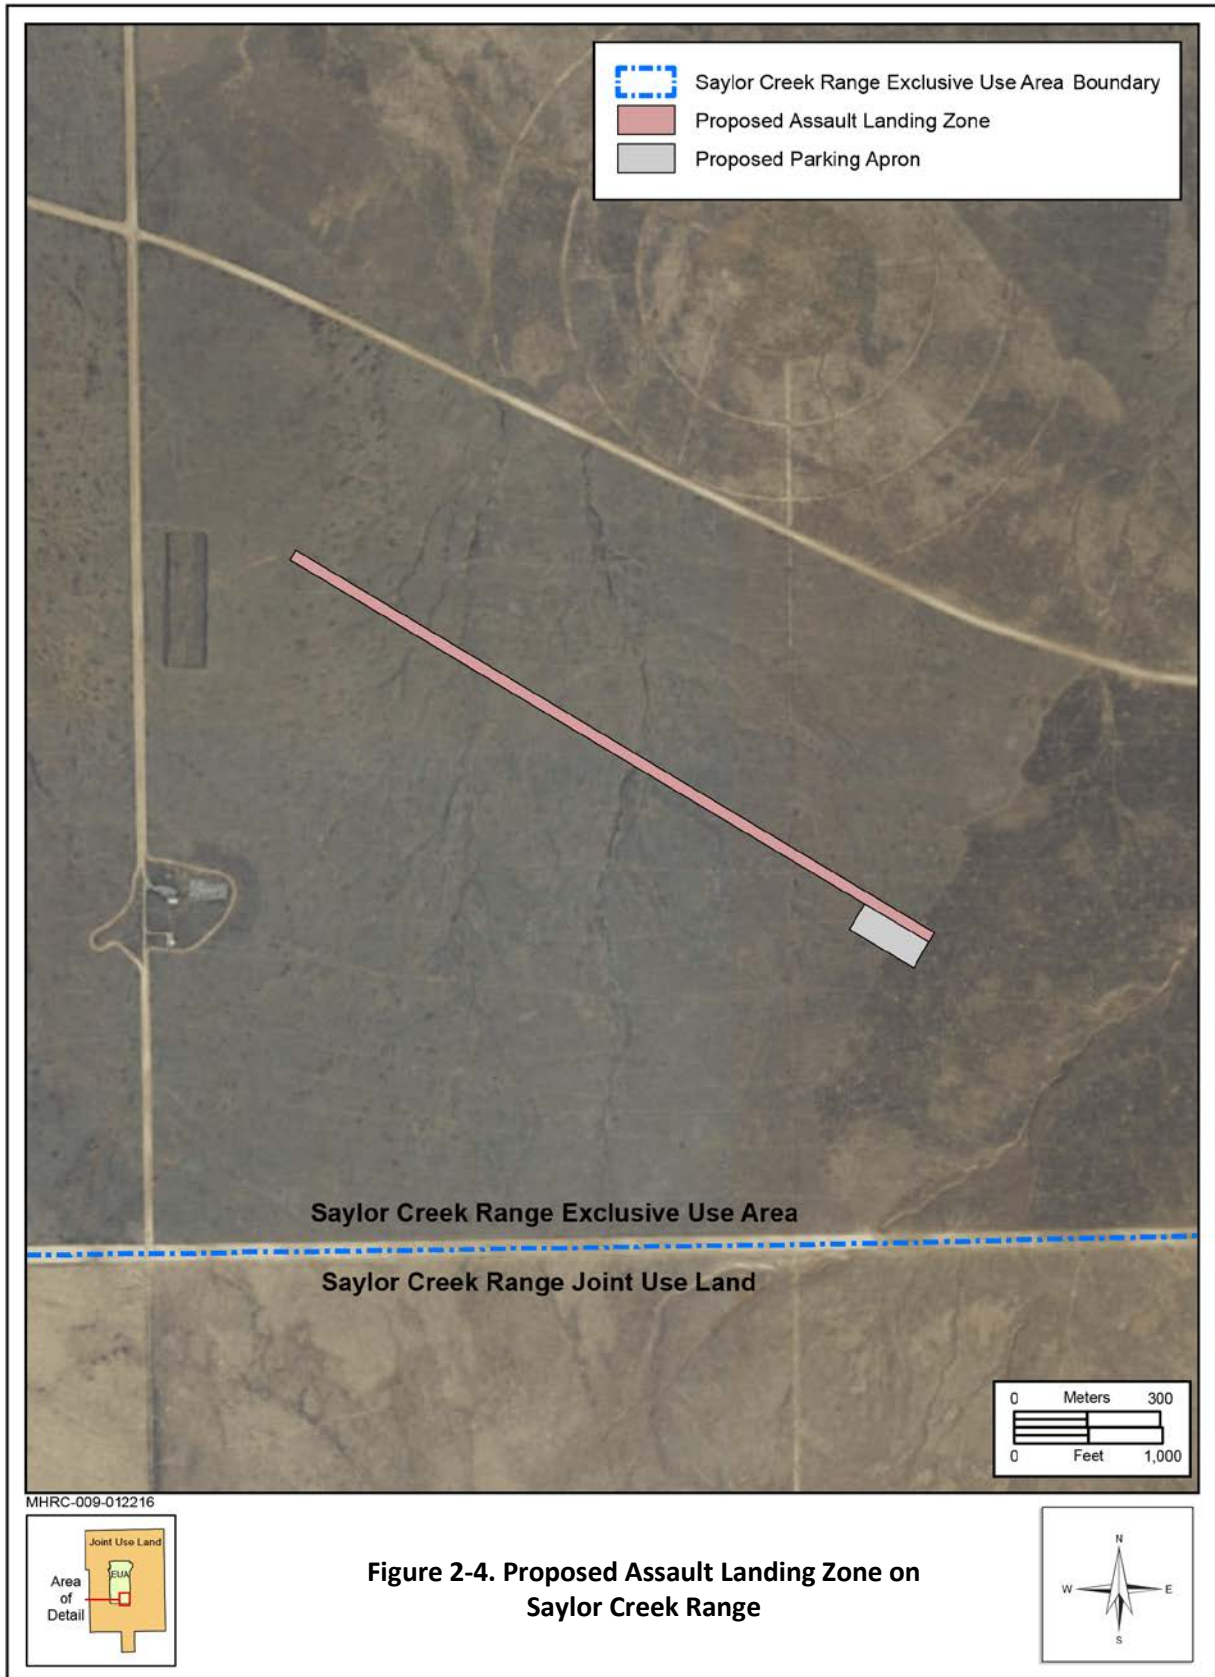 Saylor Creek Range Exclusive Use Area Boundary
Proposed Assault Landing Zone
Proposed Parking Apron
Saylor Creek Range Exclusive Use Area
Saylor Creek Range Joint Use Land
0 Meters 300
0 Feet 1,000
MHRC-009-012216
Joint Use Land
EUA
Area
of
Detail
Figure 2-4. Proposed Assault Landing Zone on
Saylor Creek Range
N
W E
S